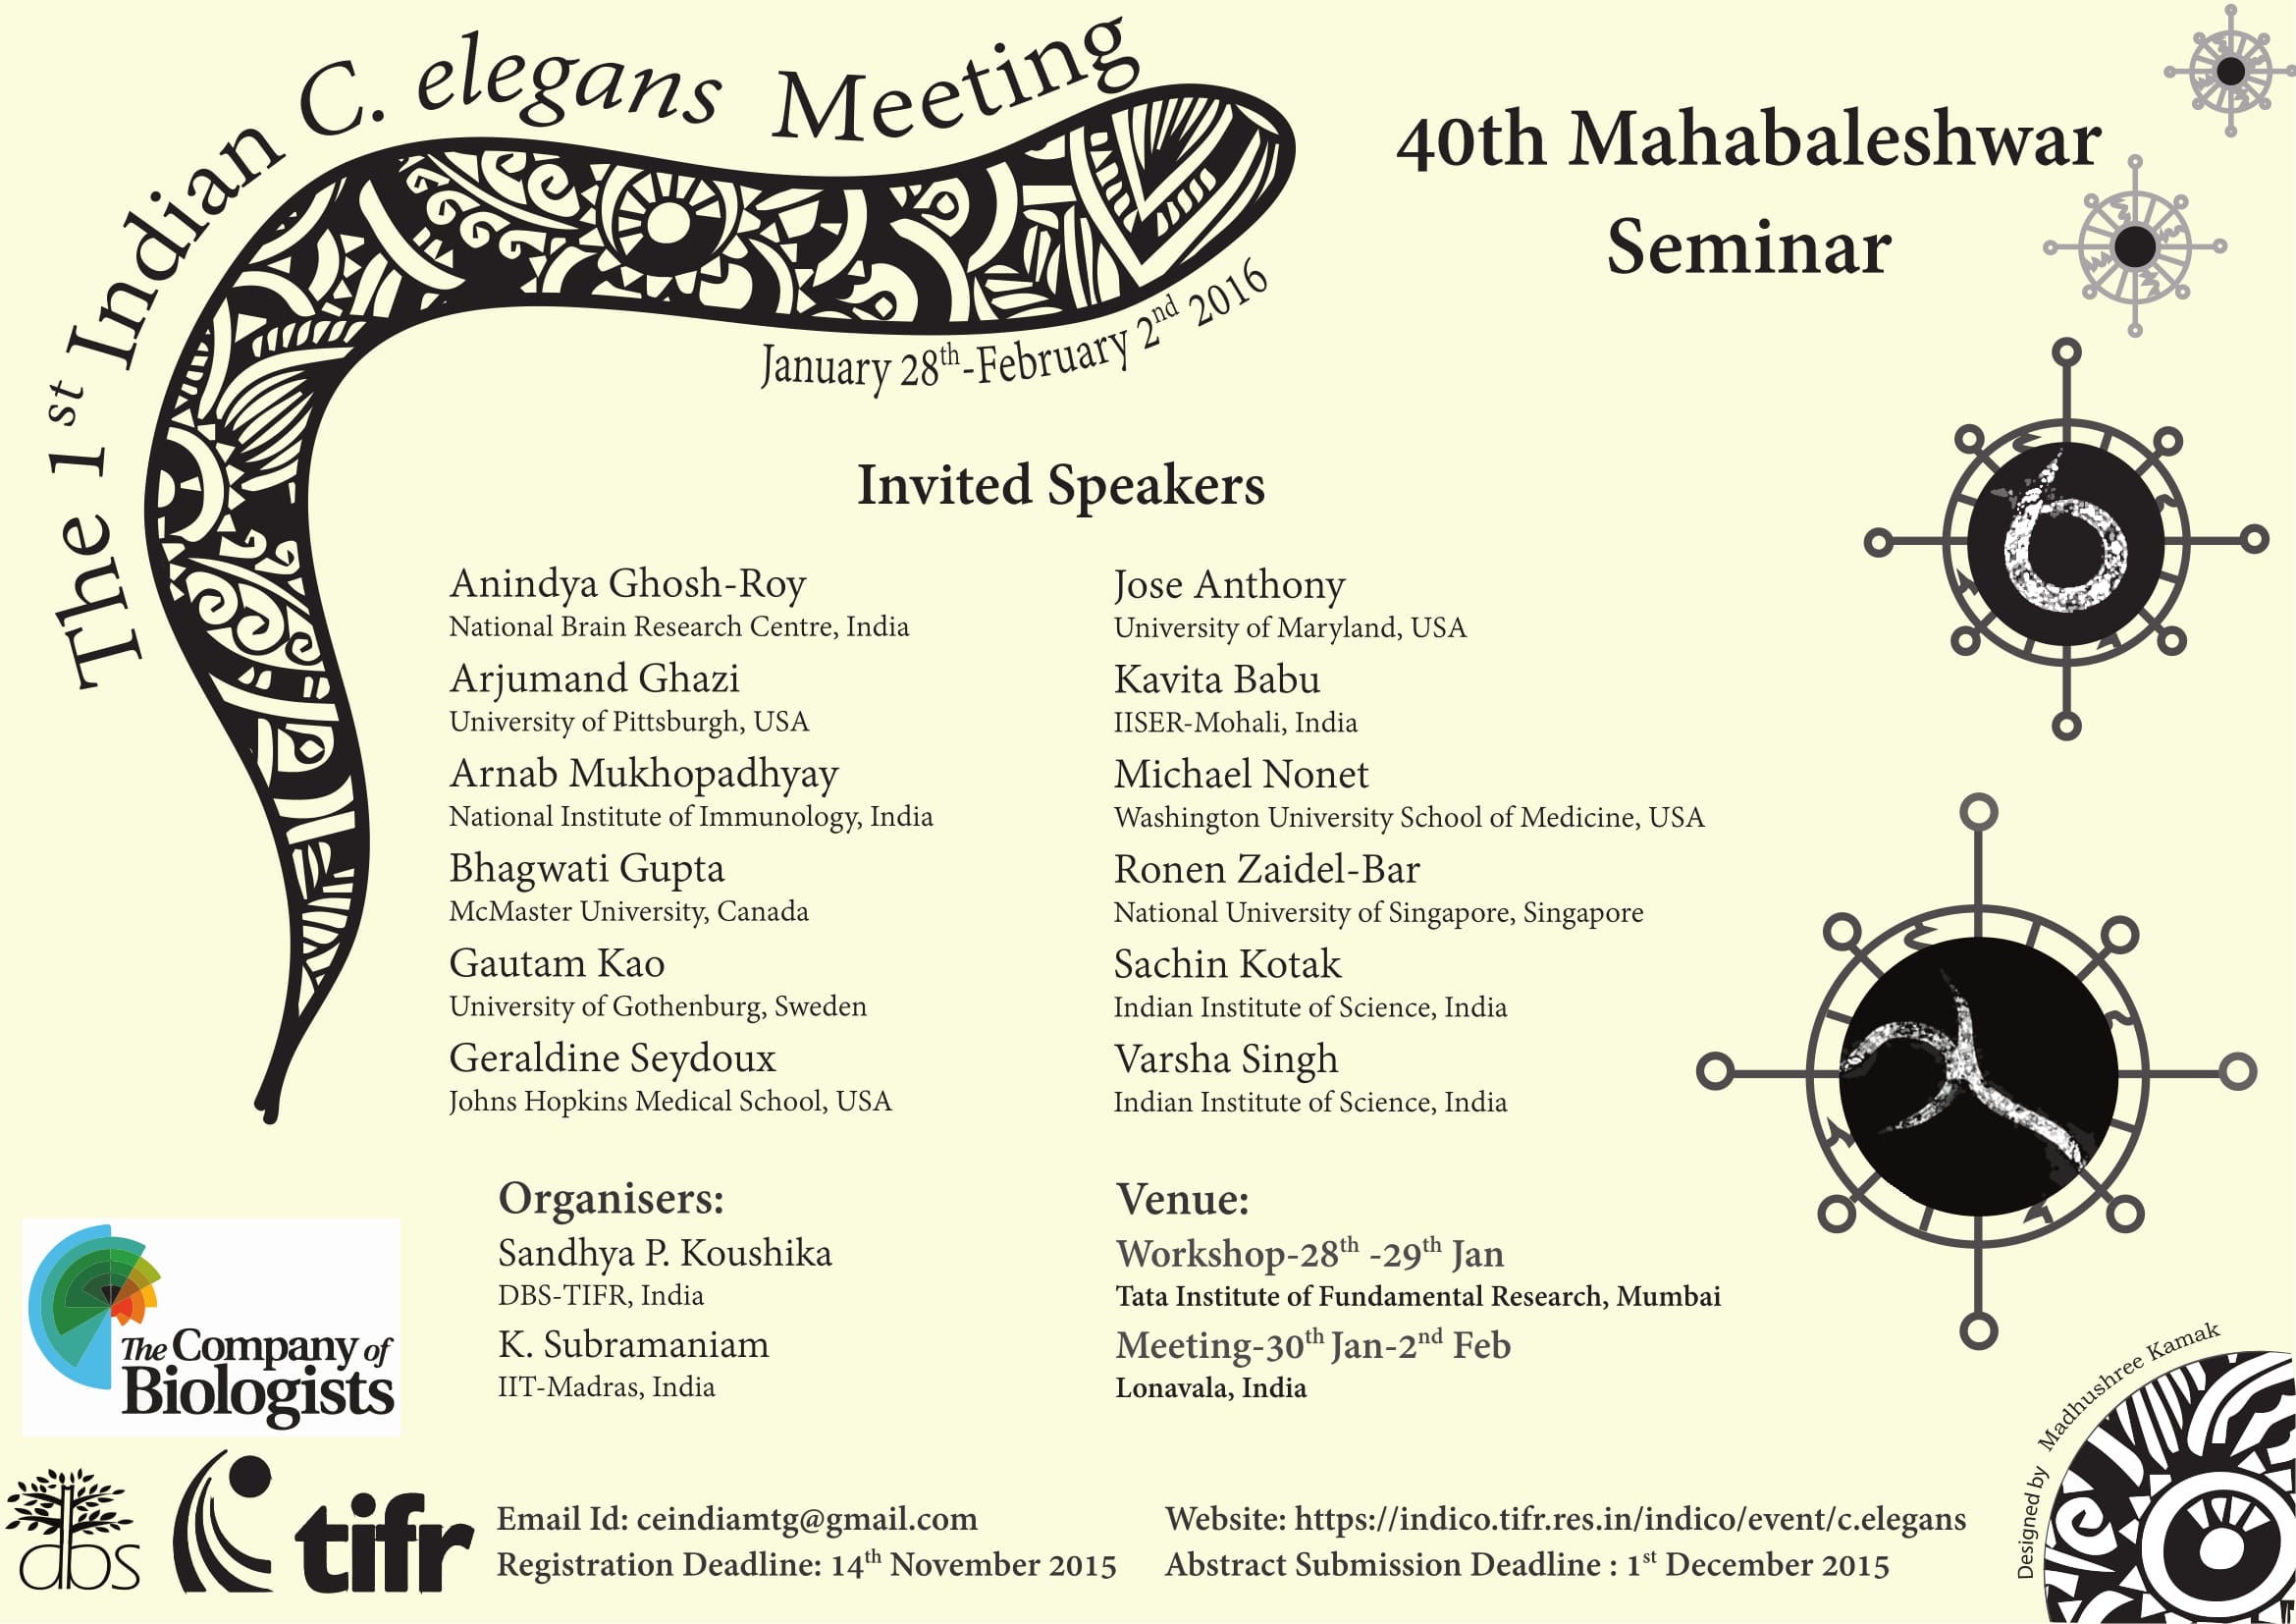 The 1st Indian C. elegans Meeting
January 28th-February 2nd 2016
40th Mahabaleshwar
Seminar
Invited Speakers
Anindya Ghosh-Roy
National Brain Research Centre, India
Arjumand Ghazi
University of Pittsburgh, USA
Arnab Mukhopadhyay
National Institute of Immunology, India
Bhagwati Gupta
McMaster University, Canada
Gautam Kao
University of Gothenburg, Sweden
Geraldine Seydoux
Johns Hopkins Medical School, USA
Jose Anthony
University of Maryland, USA
Kavita Babu
IISER-Mohali, India
Michael Nonet
Washington University School of Medicine, USA
Ronen Zaidel-Bar
National University of Singapore, Singapore
Sachin Kotak
Indian Institute of Science, India
Varsha Singh
Indian Institute of Science, India
Organisers:
Sandhya P. Koushika
DBS-TIFR, India
K. Subramaniam
IIT-Madras, India
Venue:
Workshop-28th -29th Jan
Tata Institute of Fundamental Research, Mumbai
Meeting-30th Jan-2nd Feb
Lonavala, India
The Company of
Biologists
dbs
tifr
Email Id: ceindiamtg@gmail.com
Registration Deadline: 14th November 2015
Website: https://indico.tifr.res.in/indico/event/c.elegans
Abstract Submission Deadline : 1st December 2015
Designed by Madhushree Kamak